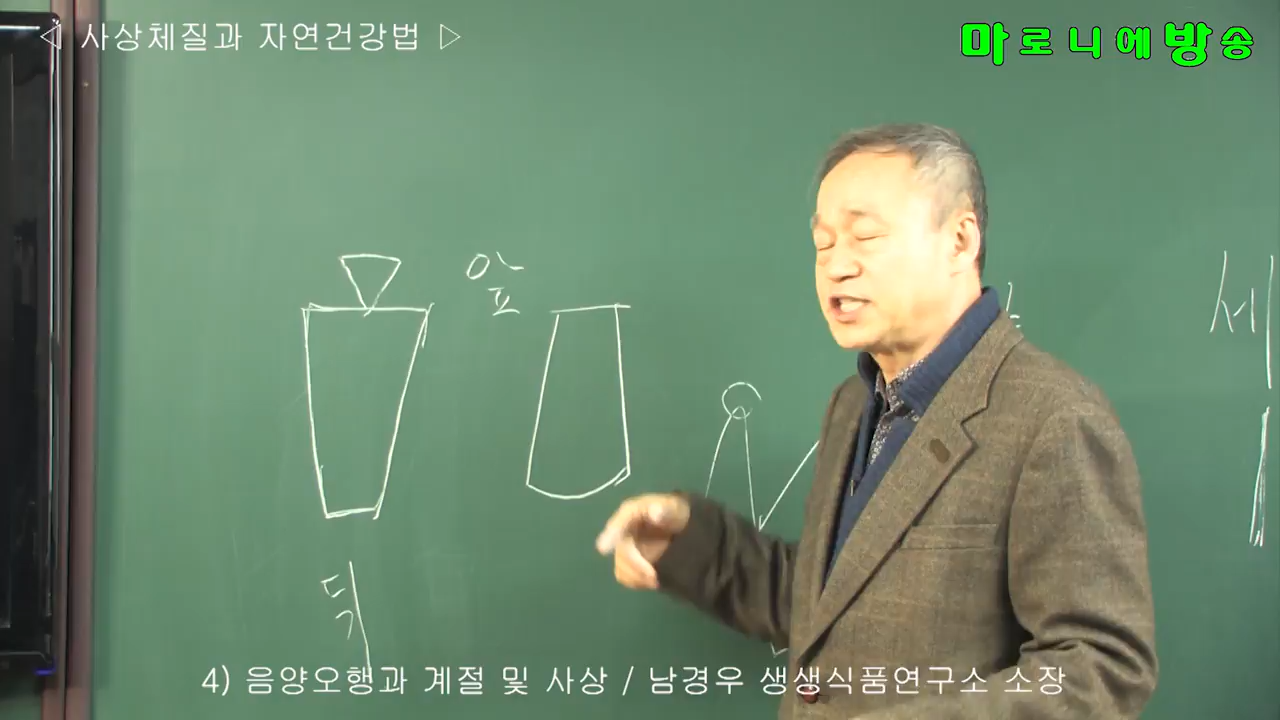 ◁ 사상체질과 자연건강법 ▷
마로니에방송
앞
세
4) 음양오행과 계절 및 사상 / 남경우 생생식품연구소 소장